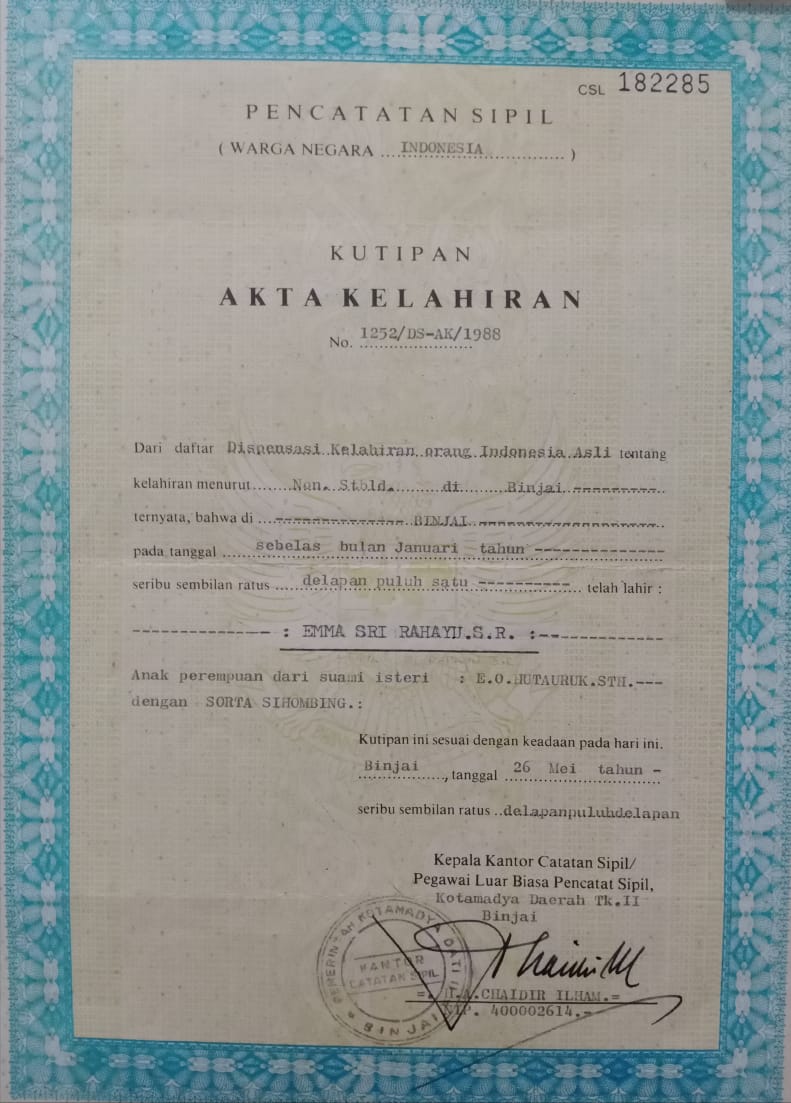 CSL 182285
PENCATATAN SIPIL
( WARGA NEGARA ... INDONESIA ............... )
KUTIPAN
AKTA KELAHIRAN
No. 1252/DS-AK/1988
Dari daftar Dispensasi Kelahiran orang Indonesia Asli tentang
kelahiran menurut ....... Non. Stbld. ..... di ....... Binjai ----------
ternyata, bahwa di ... --------------- BINJAI ----------------------
pada tanggal ..... sebelas bulan Januari tahun --------------
seribu sembilan ratus .... delapan puluh satu ---------- telah lahir :
-------------- : EMMA SRI RAHAYU.S.R. :--------------
Anak perempuan dari suami isteri : E.O.HUTAURUK.STH.---
dengan SORTA SIHOMBING.:
Kutipan ini sesuai dengan keadaan pada hari ini.
Binjai ......, tanggal 26 Mei tahun -
seribu sembilan ratus ..delapanpuluhdelapan
Kepala Kantor Catatan Sipil/
Pegawai Luar Biasa Pencatat Sipil,
Kotamadya Daerah Tk.II
Binjai
PEMERINTAH KOTAMADYA DATI II
KANTOR
CATATAN SIPIL
BINJAI
=. T.A.CHAIDIR ILHAM.=
NIP. 400002614.-